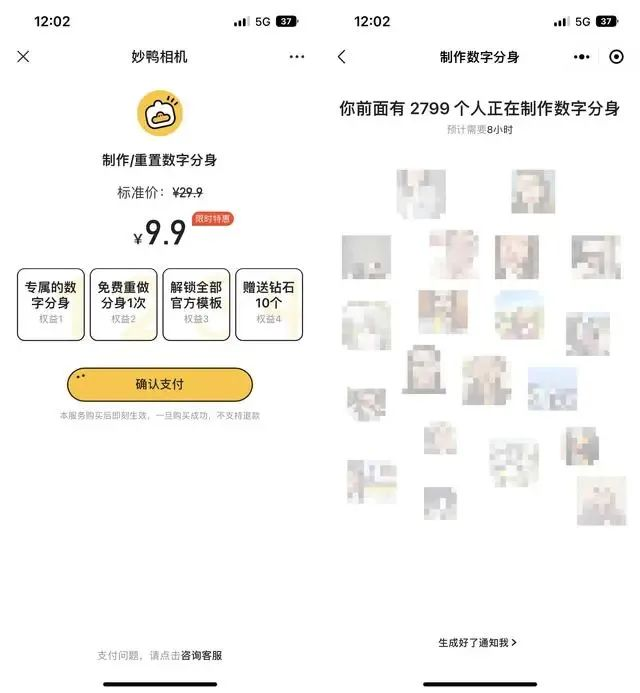 12:02
5G 37
妙鸭相机
制作/重置数字分身
标准价：¥29.9
¥9.9 限时特惠
专属的数字分身
权益1
免费重做分身1次
权益2
解锁全部官方模板
权益3
赠送钻石10个
权益4
确认支付
本服务购买后即刻生效，一旦购买成功，不支持退款
支付问题，请点击咨询客服
12:02
5G 37
制作数字分身
你前面有 2799 个人正在制作数字分身
预计需要8小时
生成好了通知我